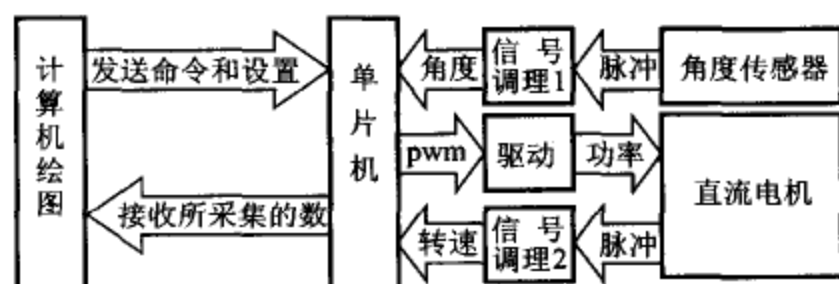 计算机绘图
发送命令和设置
接收所采集的数
单片机
角度
信号
调理1
脉冲
角度传感器
pwm
驱动
功率
直流电机
转速
信号
调理2
脉冲